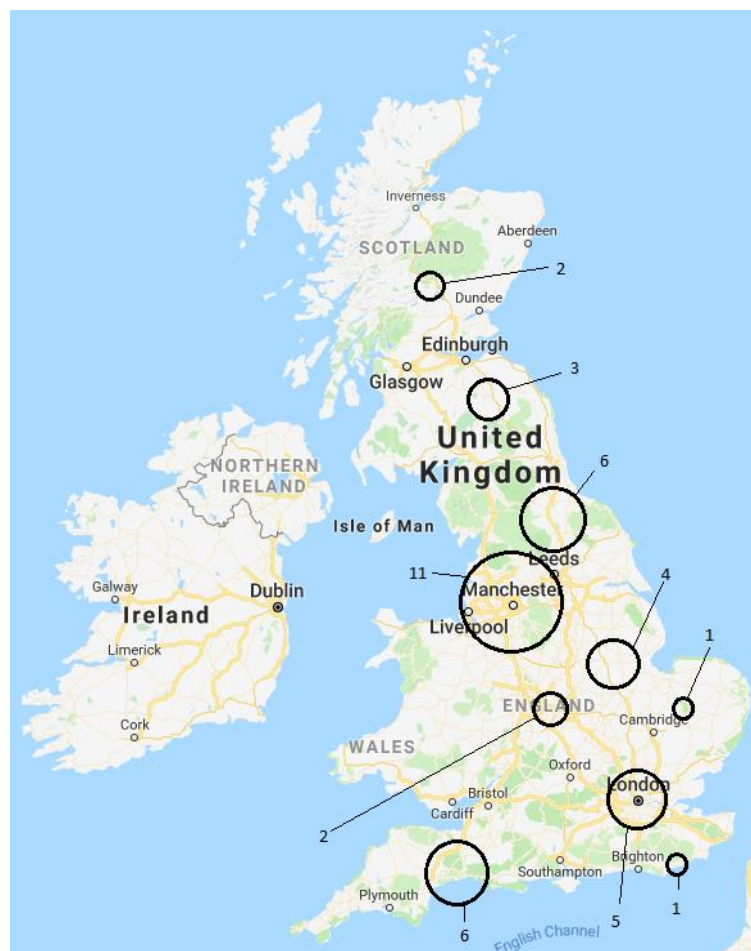 Inverness
Aberdeen
SCOTLAND
2
Dundee
Edinburgh
Glasgow
3
United
Kingdom
NORTHERN
IRELAND
6
Isle of Man
Leeds
11
Manchester
4
Galway
Dublin
Ireland
Liverpool
1
Limerick
ENGLAND
Cambridge
Cork
WALES
Oxford
London
Bristol
Cardiff
2
Brighton
Southampton
Plymouth
1
5
6
English Channel